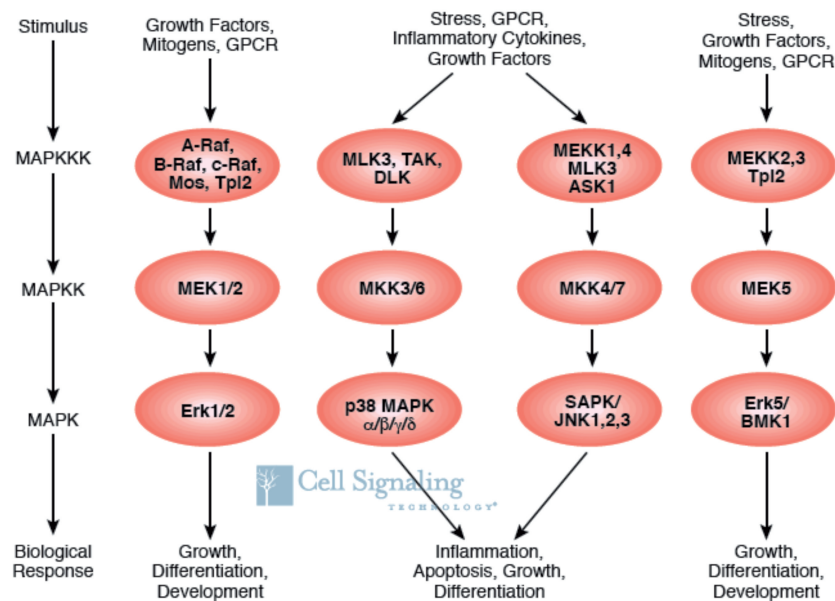 Stimulus
Growth Factors,
Mitogens, GPCR
Stress, GPCR,
Inflammatory Cytokines,
Growth Factors
Stress,
Growth Factors,
Mitogens, GPCR
MAPKKK
A-Raf,
B-Raf, c-Raf,
Mos, Tpl2
MLK3, TAK,
DLK
MEKK1,4
MLK3
ASK1
MEKK2,3
Tpl2
MAPKK
MEK1/2
MKK3/6
MKK4/7
MEK5
MAPK
Erk1/2
p38 MAPK
α/β/γ/δ
SAPK/
JNK1,2,3
Erk5/
BMK1
Cell Signaling
TECHNOLOGY®
Biological
Response
Growth,
Differentiation,
Development
Inflammation,
Apoptosis, Growth,
Differentiation
Growth,
Differentiation,
Development